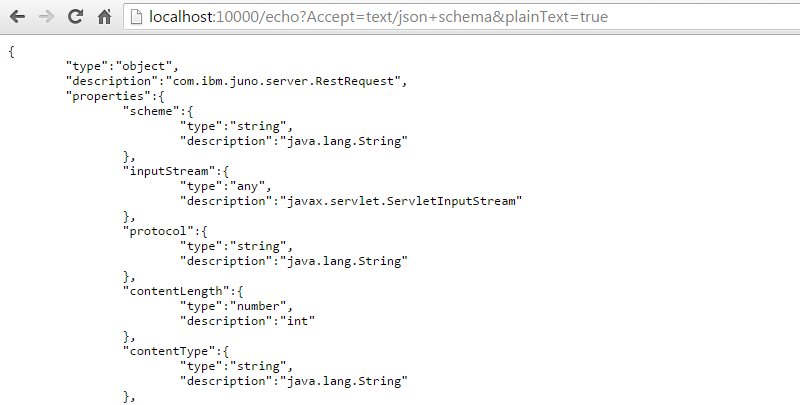 localhost:10000/echo?Accept=text/json+schema&plainText=true
{
"type":"object",
"description":"com.ibm.juno.server.RestRequest",
"properties":{
"scheme":{
"type":"string",
"description":"java.lang.String"
},
"inputStream":{
"type":"any",
"description":"javax.servlet.ServletInputStream"
},
"protocol":{
"type":"string",
"description":"java.lang.String"
},
"contentLength":{
"type":"number",
"description":"int"
},
"contentType":{
"type":"string",
"description":"java.lang.String"
},